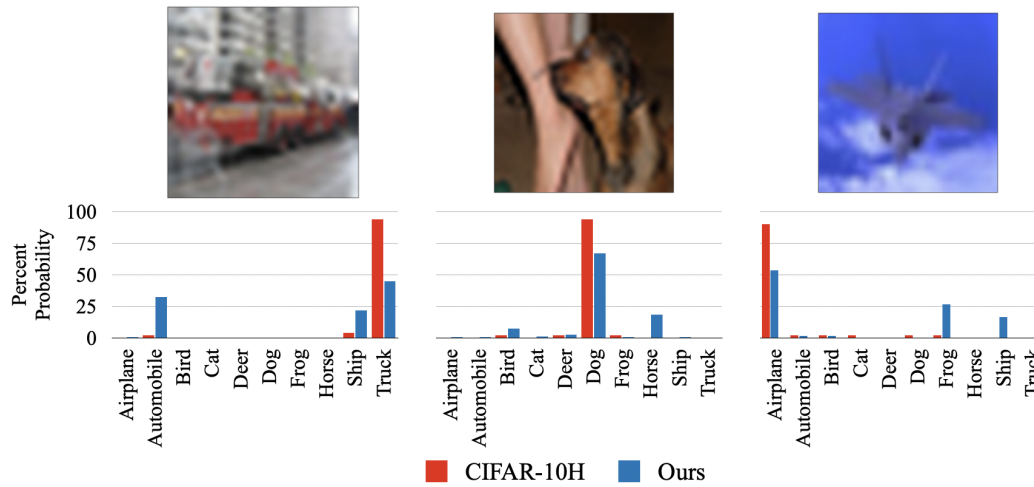 100
75
50
25
0
Percent
Probability
Airplane
Automobile
Bird
Cat
Deer
Dog
Frog
Horse
Ship
Truck
Airplane
Automobile
Bird
Cat
Deer
Dog
Frog
Horse
Ship
Truck
Airplane
Automobile
Bird
Cat
Deer
Dog
Frog
Horse
Ship
Truck
CIFAR-10H
Ours